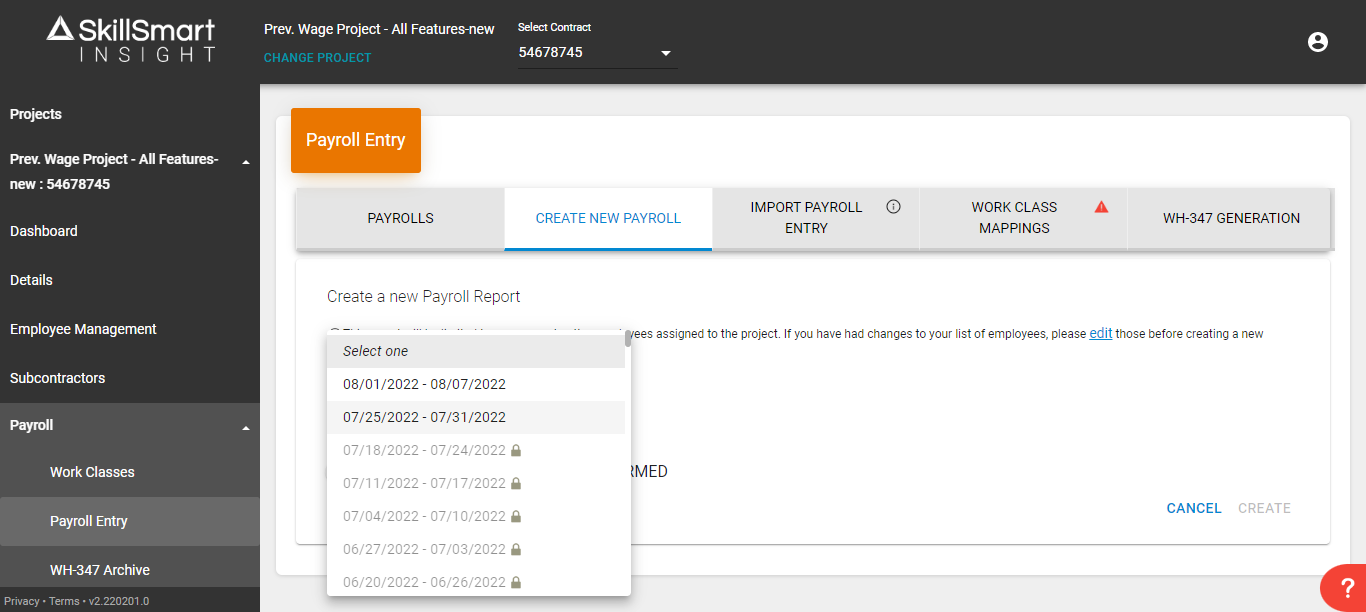 SkillSmart
INSIGHT
Prev. Wage Project - All Features-new
CHANGE PROJECT
Select Contract
54678745
Projects
Prev. Wage Project - All Features-
new : 54678745
Dashboard
Details
Employee Management
Subcontractors
Payroll
Work Classes
Payroll Entry
WH-347 Archive
Privacy • Terms • v2.220201.0
Payroll Entry
PAYROLLS
CREATE NEW PAYROLL
IMPORT PAYROLL
ENTRY
WORK CLASS
MAPPINGS
WH-347 GENERATION
Create a new Payroll Report
assigned to the project. If you have had changes to your list of employees, please edit those before creating a new
Select one
08/01/2022 - 08/07/2022
07/25/2022 - 07/31/2022
07/18/2022 - 07/24/2022
07/11/2022 - 07/17/2022
07/04/2022 - 07/10/2022
06/27/2022 - 07/03/2022
06/20/2022 - 06/26/2022
RMED
CANCEL
CREATE
?